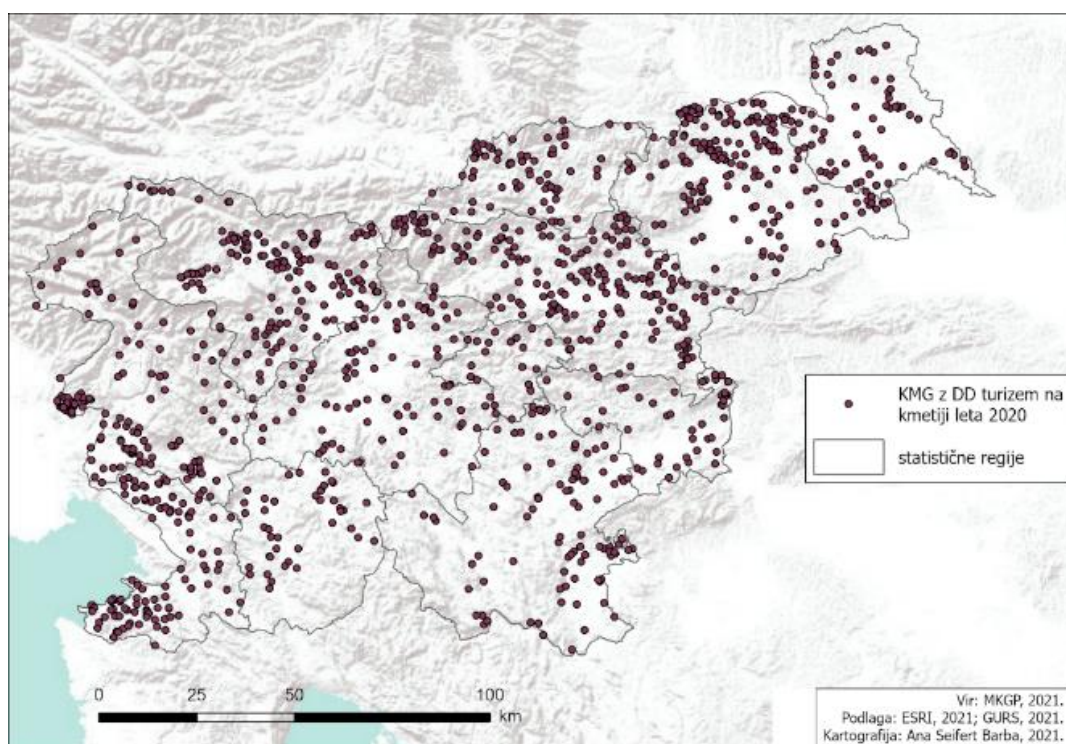 KMG z DD turizem na
kmetiji leta 2020
statistične regije
0 25 50 100
km
Vir: MKGP, 2021.
Podlaga: ESRI, 2021; GURS, 2021.
Kartografija: Ana Seifert Barba, 2021.